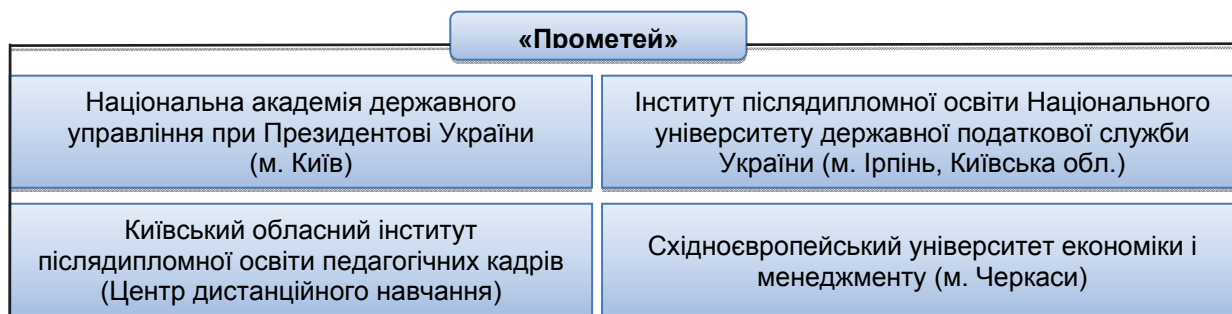 «Прометей»
Національна академія державного
управління при Президентові України
(м. Київ)
Інститут післядипломної освіти Національного
університету державної податкової служби
України (м. Ірпінь, Київська обл.)
Київський обласний інститут
післядипломної освіти педагогічних кадрів
(Центр дистанційного навчання)
Східноєвропейський університет економіки і
менеджменту (м. Черкаси)